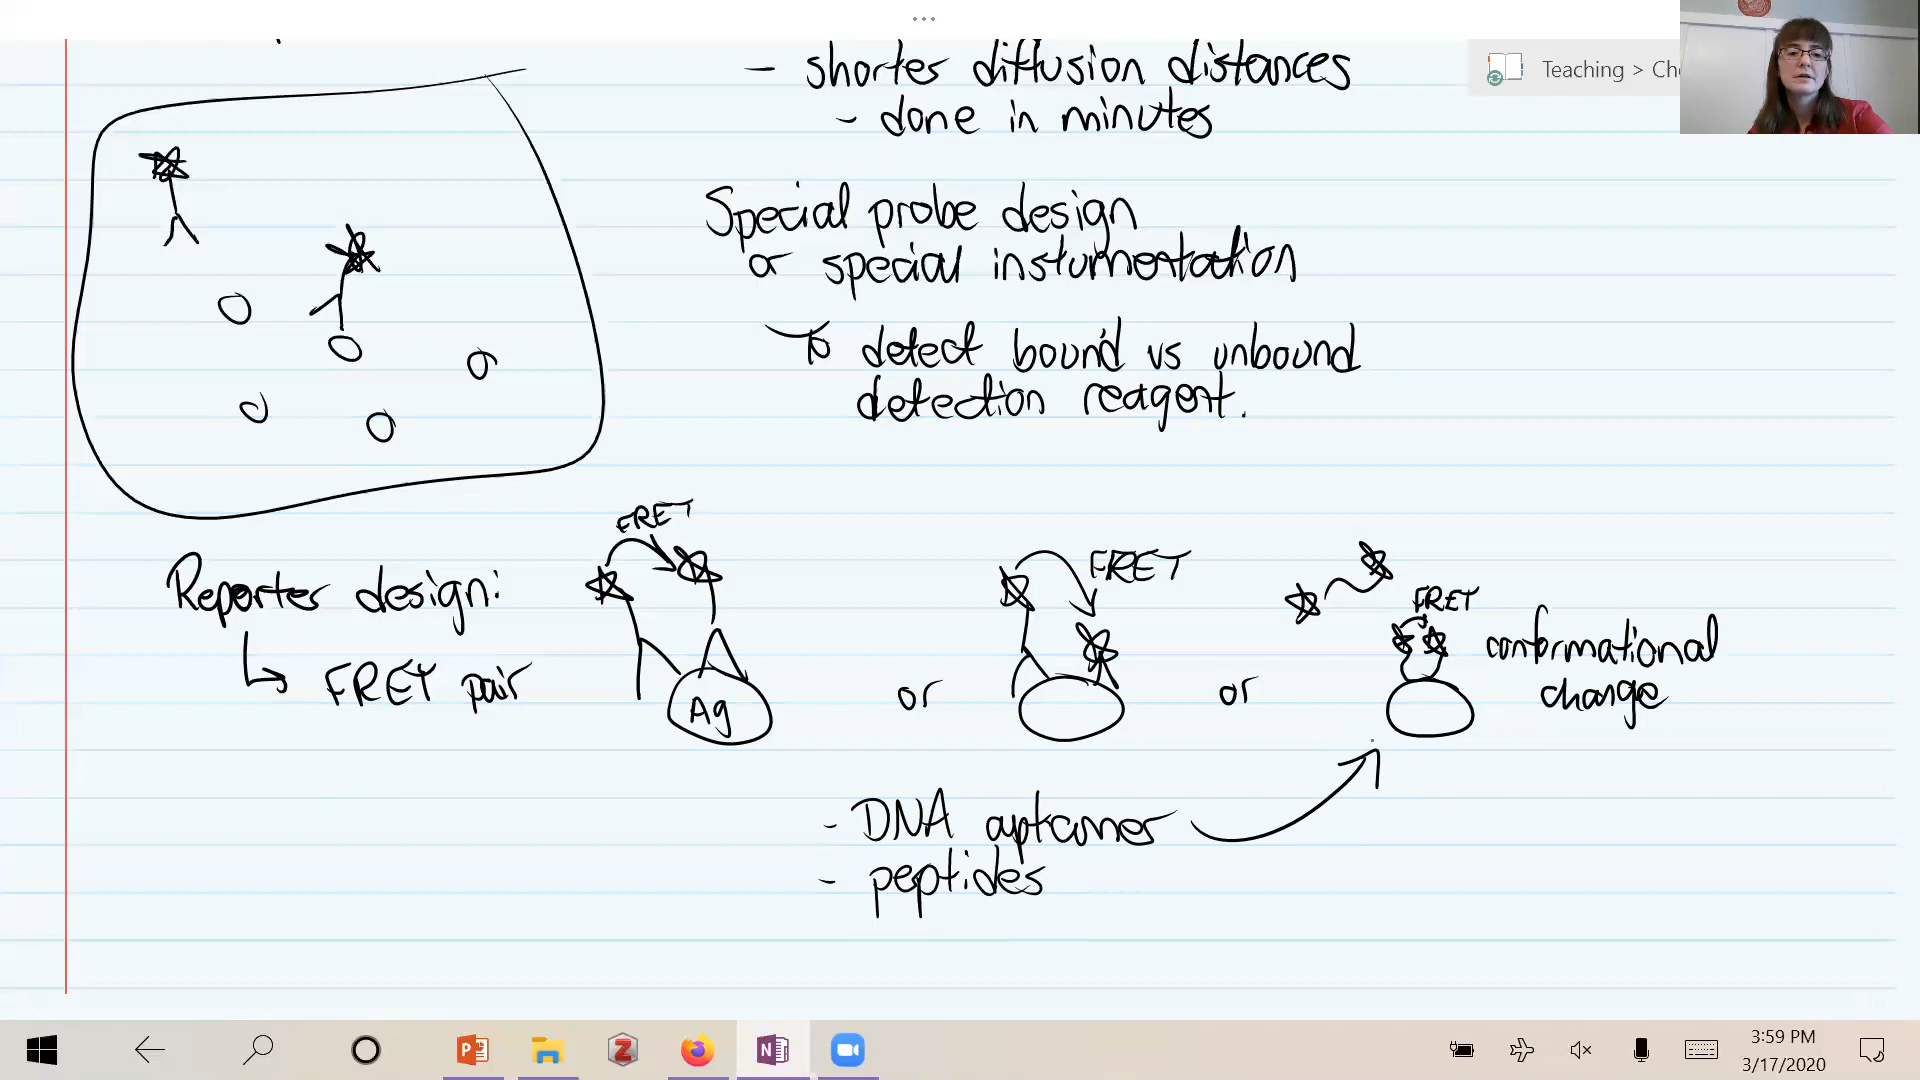 Teaching > Che
- shorter diffusion distances
- done in minutes
Special probe design
or special instumentation
to detect bound vs unbound
detection reagent.
Reporter design:
FRET pair
FRET
Ag
or
FRET
or
FRET
conformational
change
- DNA aptamer
- peptides
3:59 PM
3/17/2020